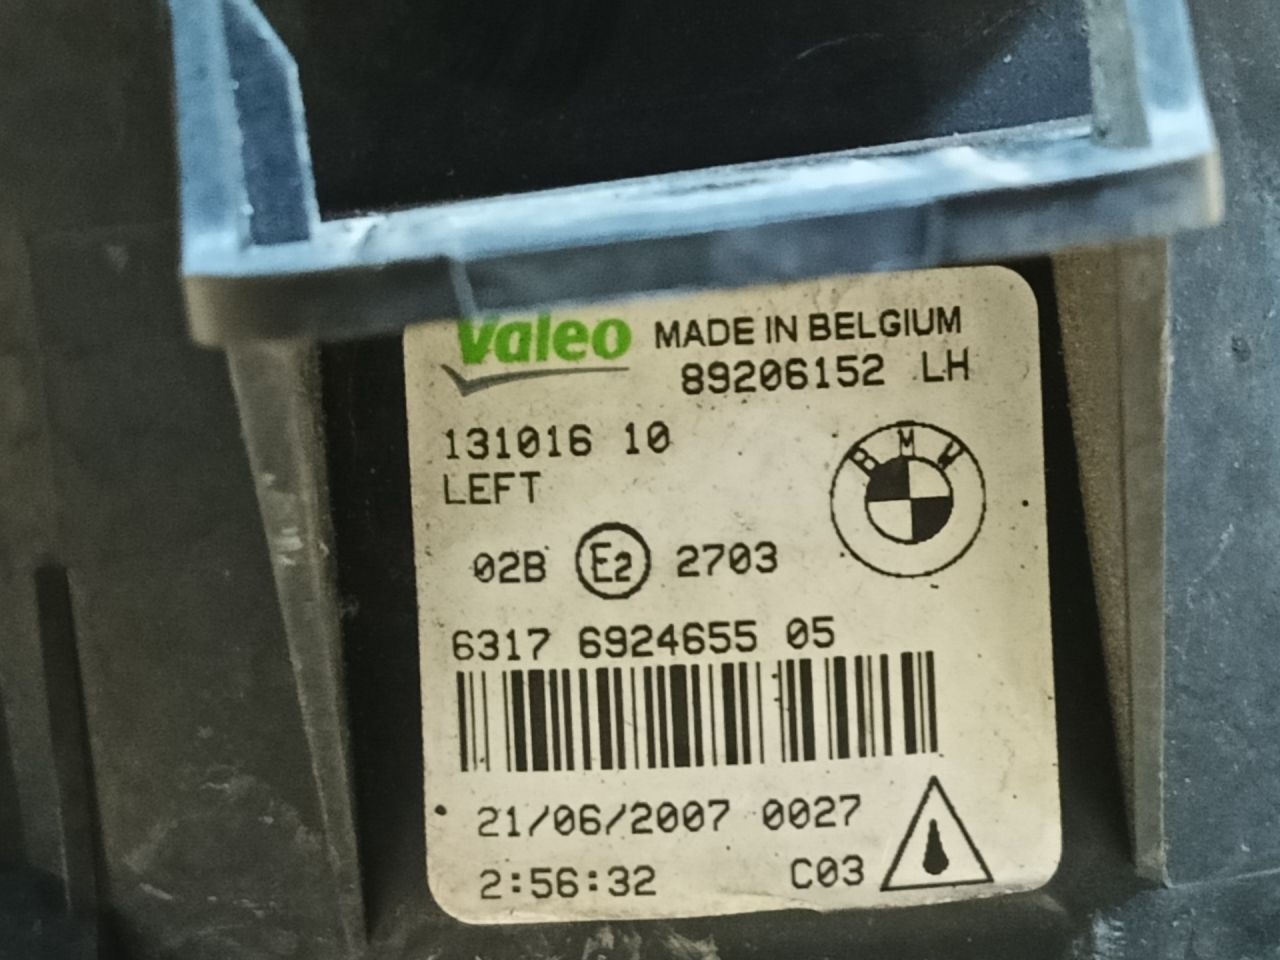 Valeo MADE IN BELGIUM
89206152 LH
131016 10
LEFT
BMW
02B E2 2703
6317 6924655 05
21/06/2007 0027
2:56:32 C03